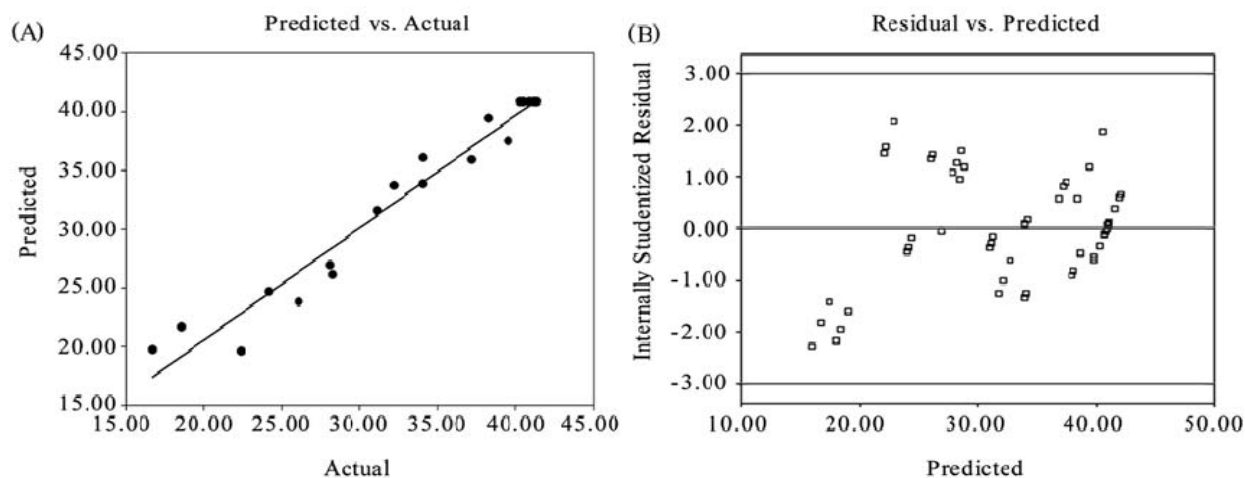 (A)
Predicted vs. Actual
45.00
40.00
35.00
30.00
25.00
20.00
15.00
Predicted
15.00 20.00 25.00 30.00 35.00 40.00 45.00
Actual
(B)
Residual vs. Predicted
3.00
2.00
1.00
0.00
-1.00
-2.00
-3.00
Internally Studentized Residual
10.00 20.00 30.00 40.00 50.00
Predicted